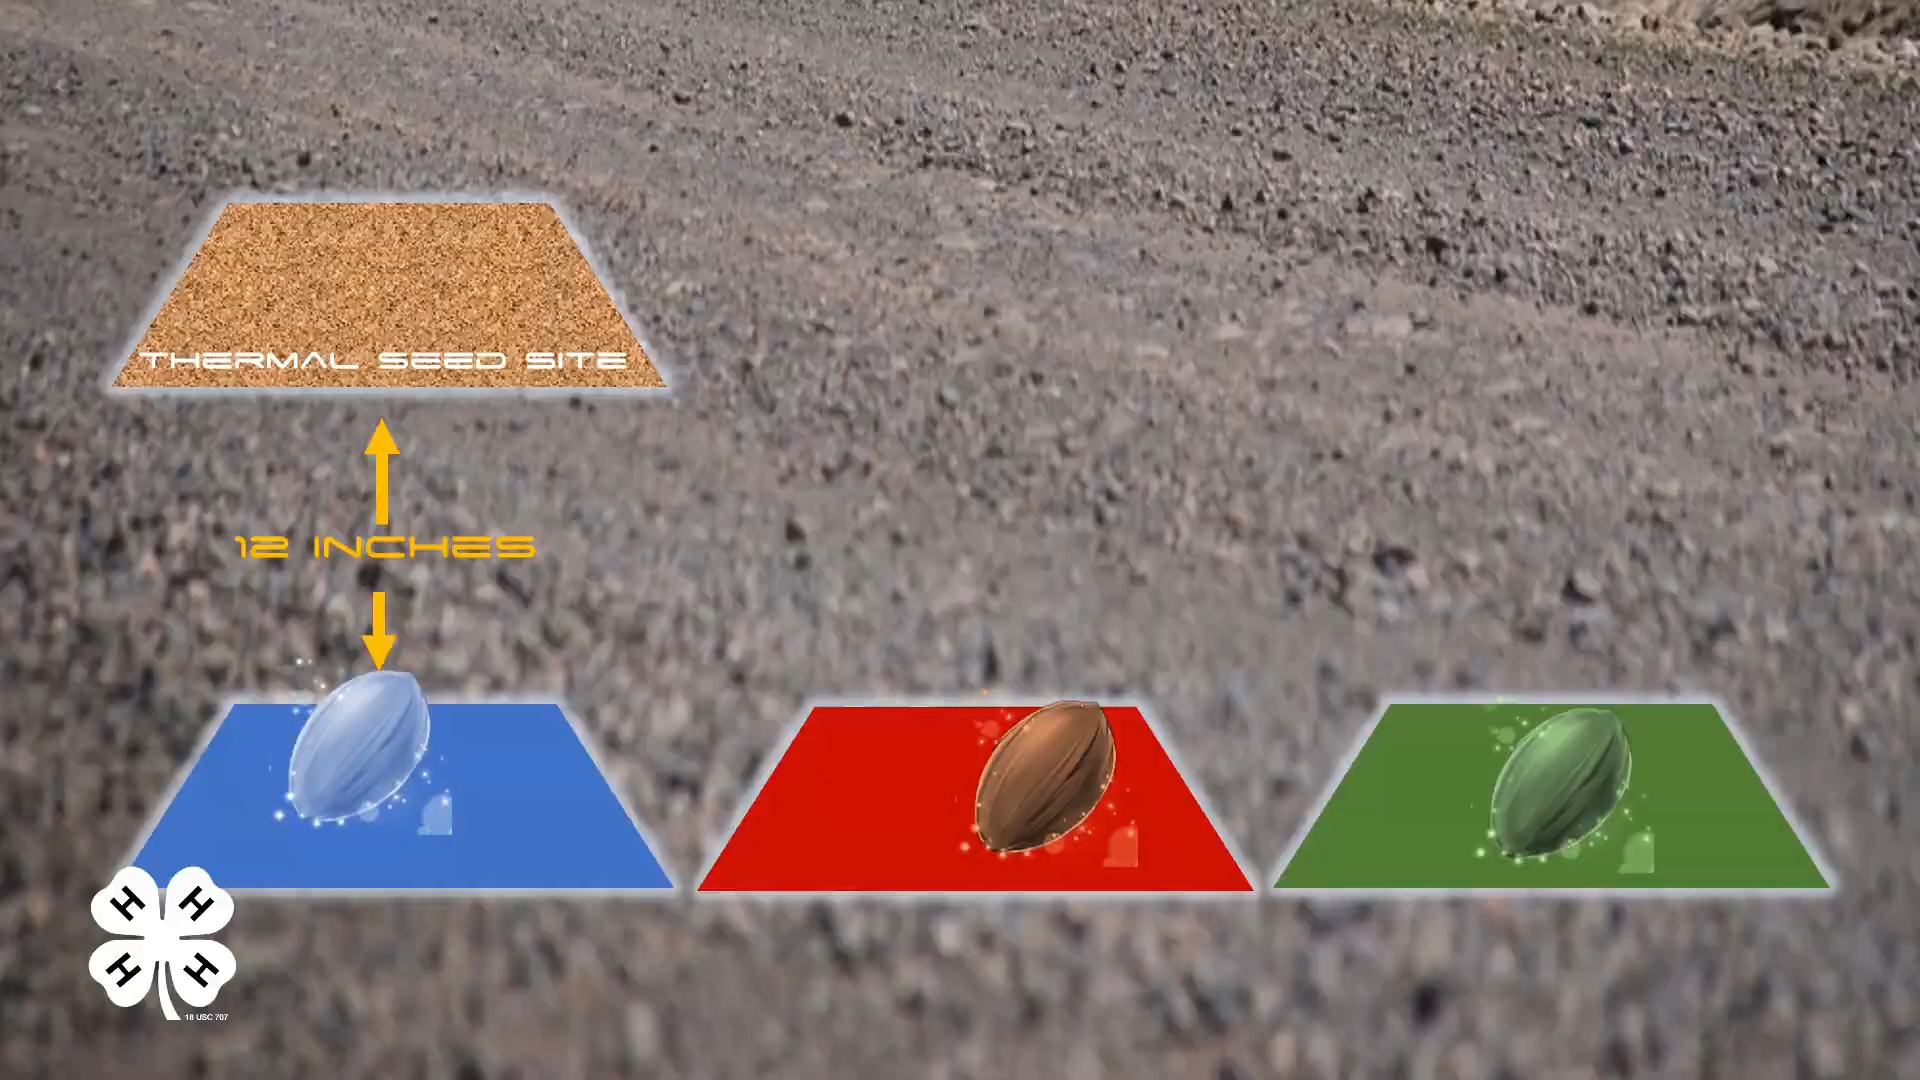 THERMAL SEED SITE
12 INCHES
H H
H H
18 USC 707